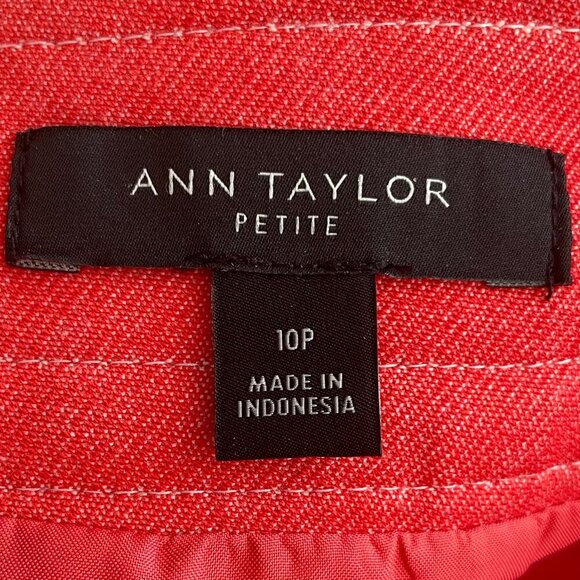 ANN TAYLOR
PETITE
10P
MADE IN
INDONESIA